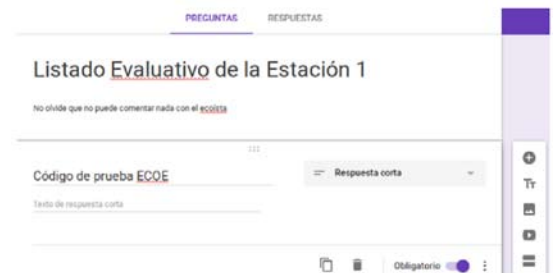 PREGUNTAS RESPUESTAS
Listado Evaluativo de la Estación 1
No olvide que no puede comentar nada con el ecoista
Código de prueba ECOE
Respuesta corta
Texto de respuesta corta
Tт
Obligatorio